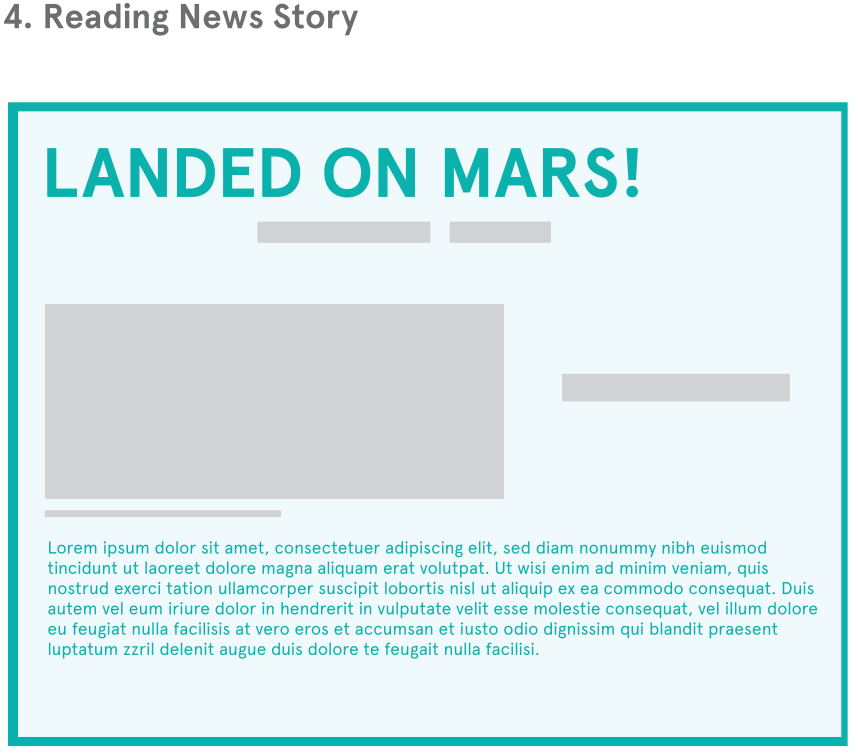 4. Reading News Story
LANDED ON MARS!
Lorem ipsum dolor sit amet, consectetuer adipiscing elit, sed diam nonummy nibh euismod
tincidunt ut laoreet dolore magna aliquam erat volutpat. Ut wisi enim ad minim veniam, quis
nostrud exerci tation ullamcorper suscipit lobortis nisl ut aliquip ex ea commodo consequat. Duis
autem vel eum iriure dolor in hendrerit in vulputate velit esse molestie consequat, vel illum dolore
eu feugiat nulla facilisis at vero eros et accumsan et iusto odio dignissim qui blandit praesent
luptatum zzril delenit augue duis dolore te feugait nulla facilisi.